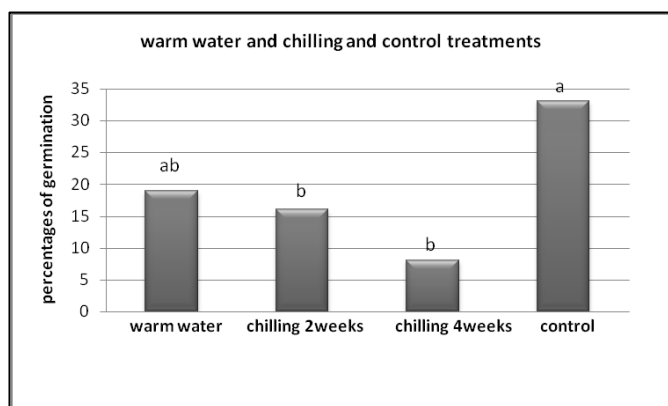 warm water and chilling and control treatments
percentages of germination
35
30
25
20
15
10
5
0
ab
b
b
a
warm water
chilling 2weeks
chilling 4weeks
control